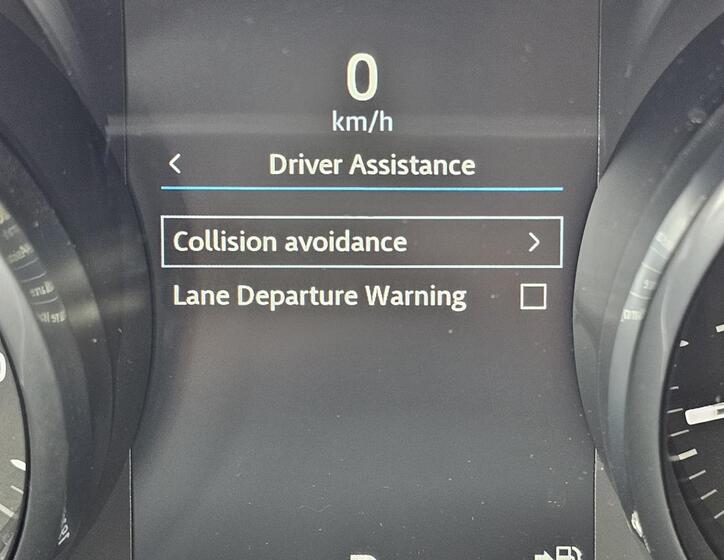 0
km/h
Driver Assistance
Collision avoidance
Lane Departure Warning